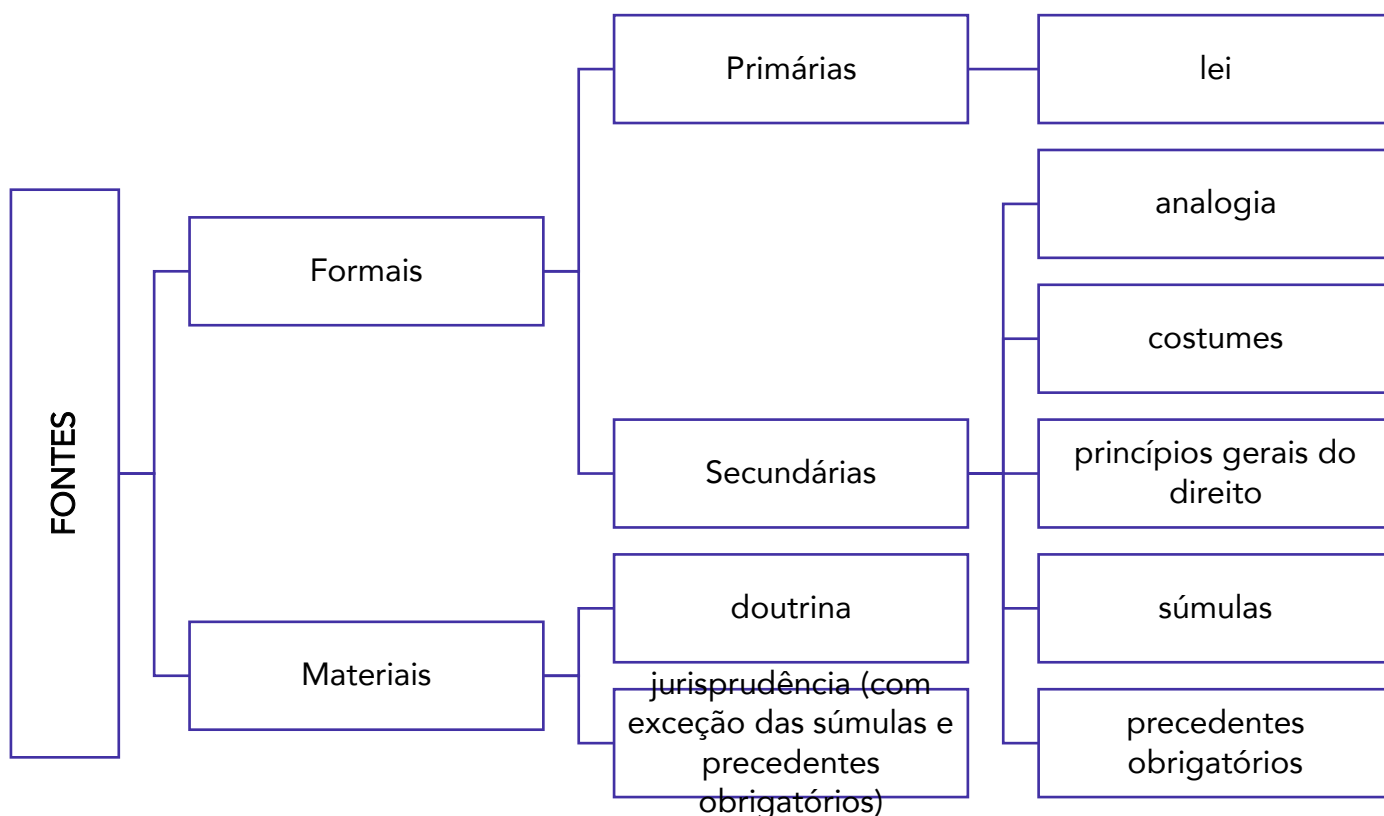 FONTES
Formais
Primárias
lei
Secundárias
analogia
costumes
princípios gerais do
direito
súmulas
precedentes
obrigatórios
Materiais
doutrina
jurisprudência (com
exceção das súmulas e
precedentes
obrigatórios)